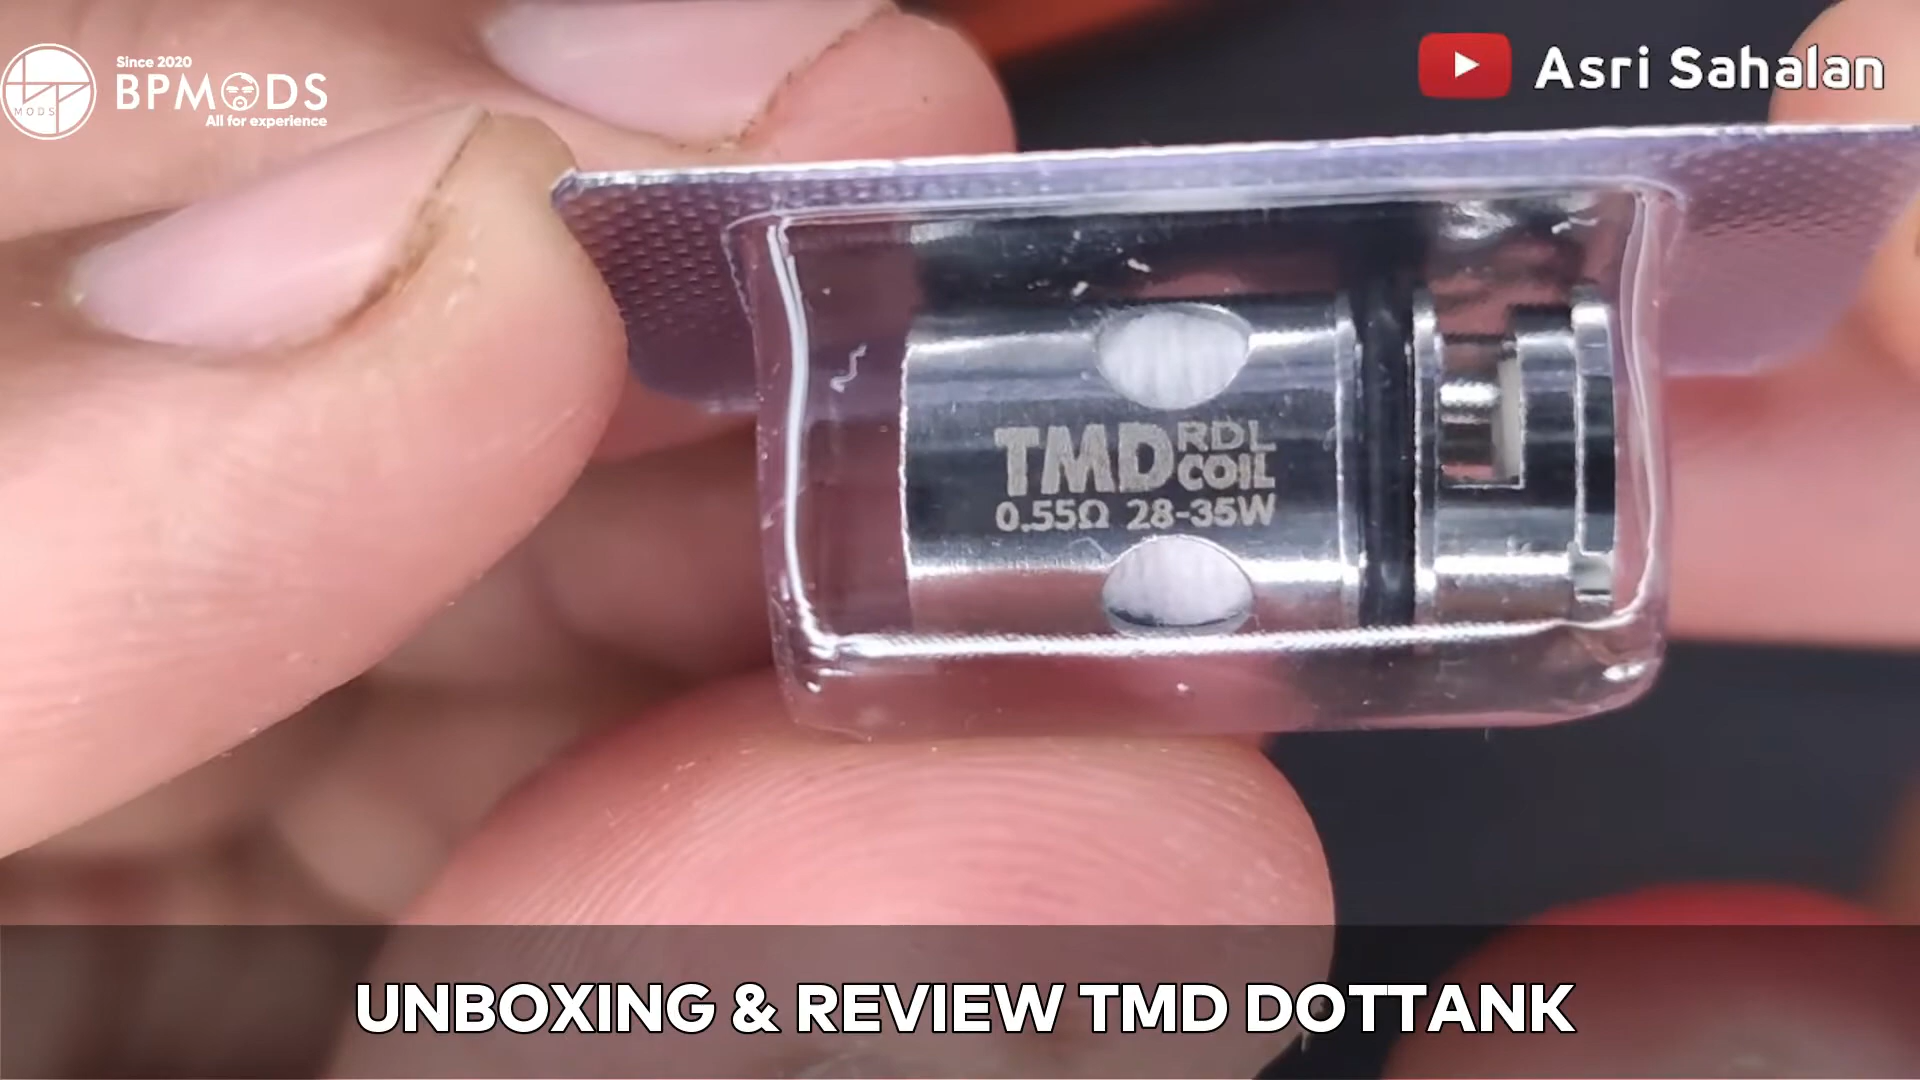 Since 2020
BPMODS
All for experience
MODS
Asri Sahalan
TMD RDL COIL
0.55Ω 28-35W
UNBOXING & REVIEW TMD DOTTANK